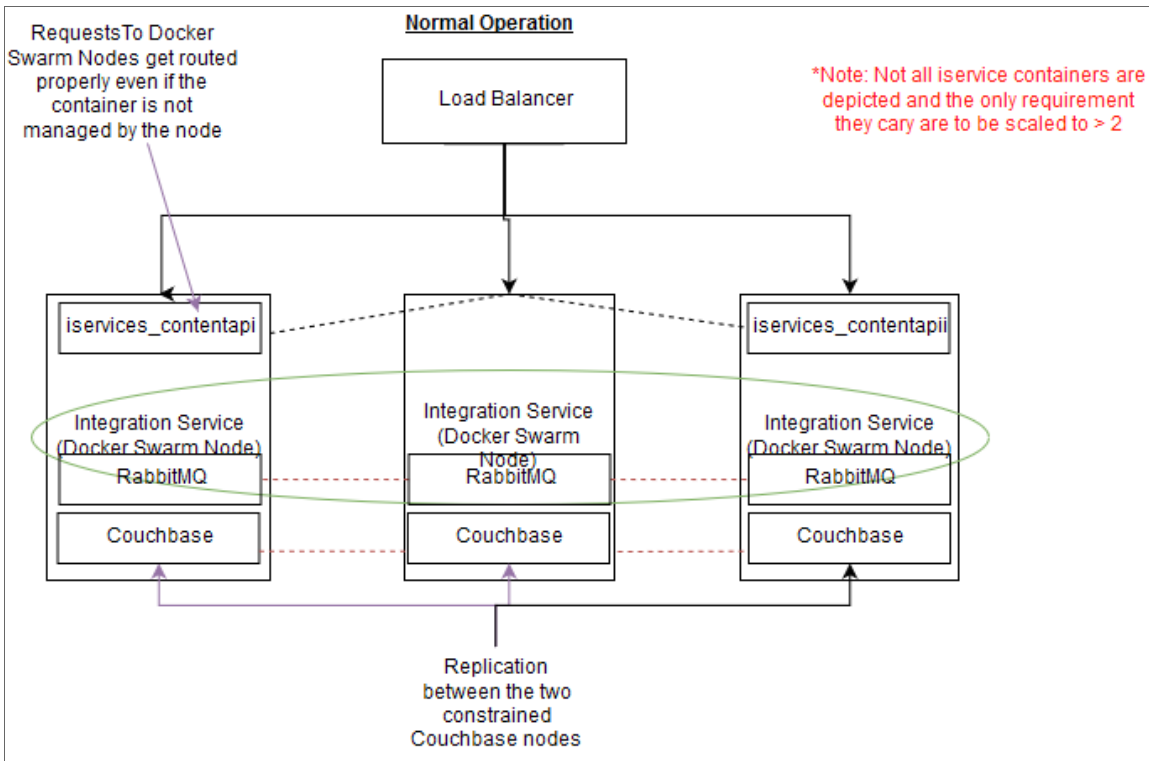 Normal Operation
RequestsTo Docker
Swarm Nodes get routed
properly even if the
container is not
managed by the node
Load Balancer
*Note: Not all iservice containers are
depicted and the only requirement
they cary are to be scaled to > 2
iservices_contentapi
iservices_contentapii
Integration Service
(Docker Swarm Node)
RabbitMQ
Couchbase
Integration Service
(Docker Swarm
Node)
RabbitMQ
Couchbase
Integration Service
(Docker Swarm Node)
RabbitMQ
Couchbase
Replication
between the two
constrained
Couchbase nodes